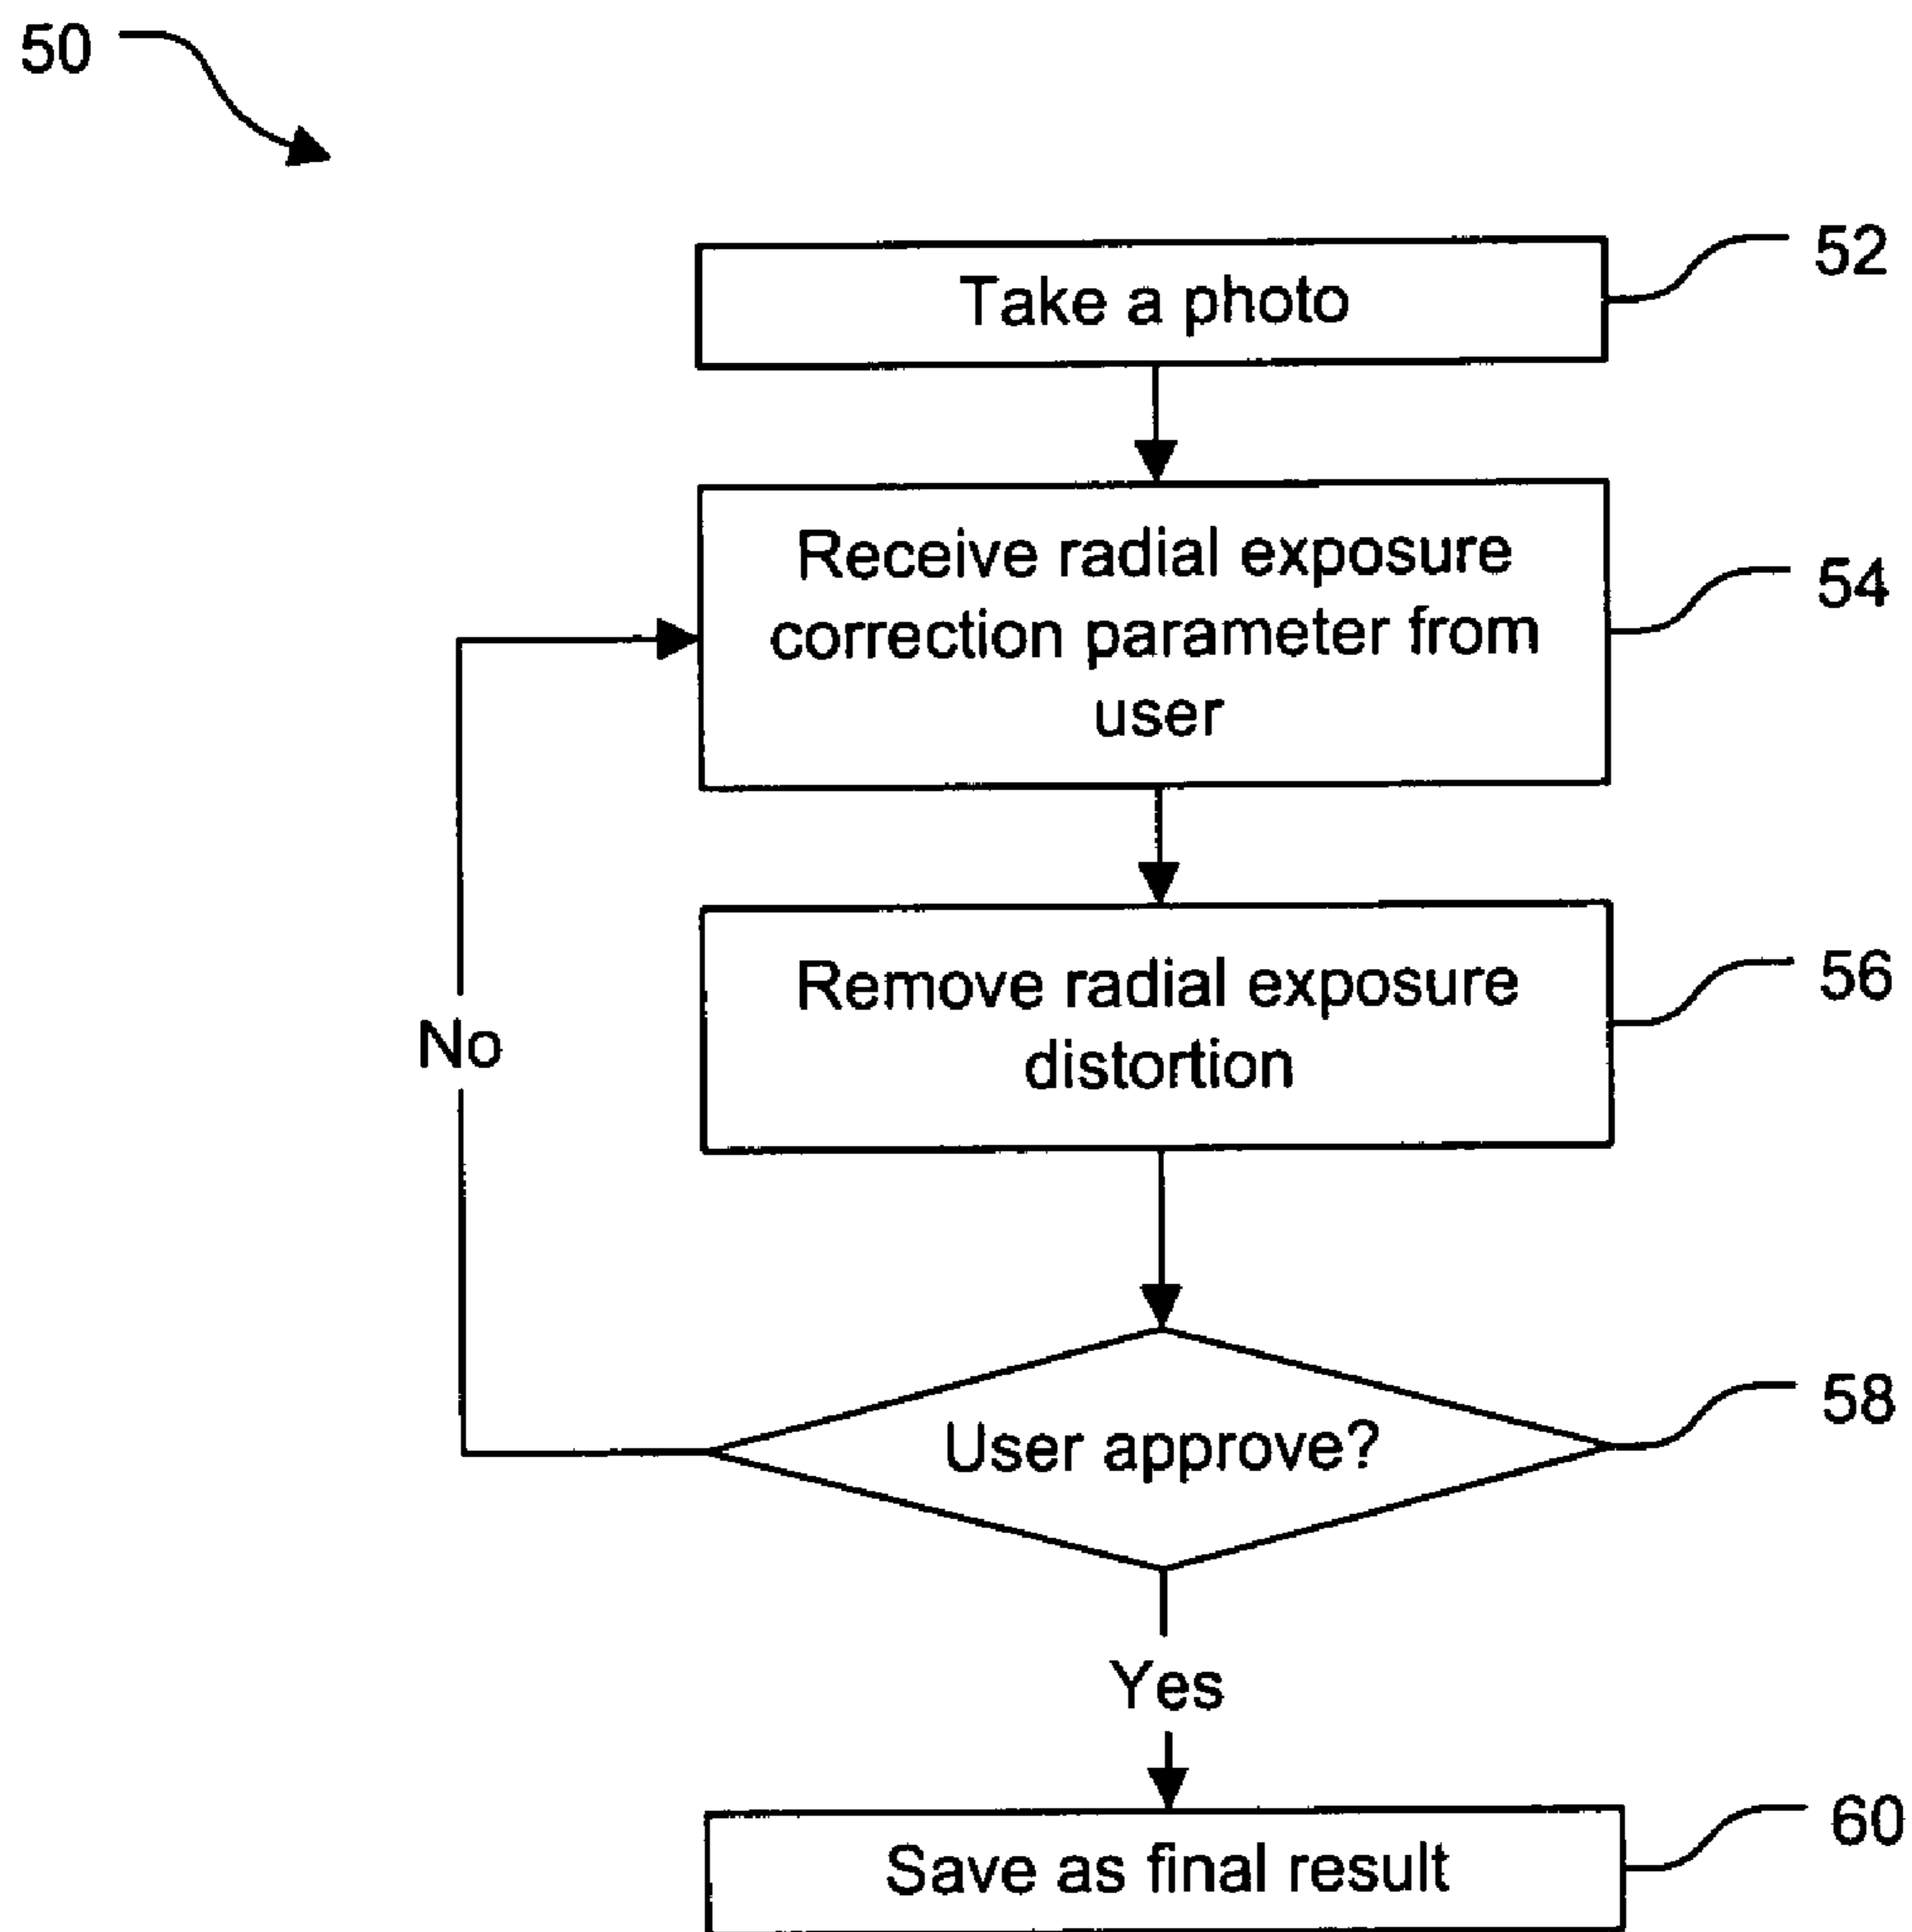 50
Take a photo
52
Receive radial exposure
correction parameter from
user
54
Remove radial exposure
distortion
56
No
User approve?
58
Yes
Save as final result
60